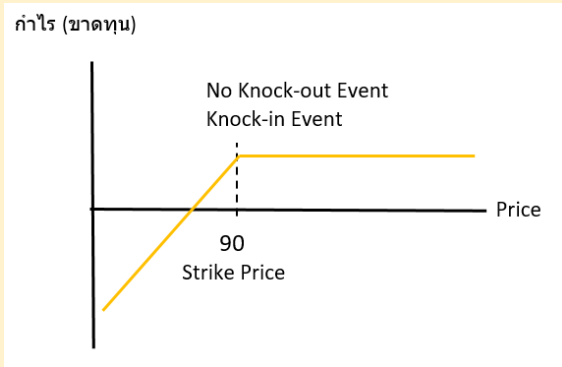 กำไร (ขาดทุน)
No Knock-out Event
Knock-in Event
Price
90
Strike Price